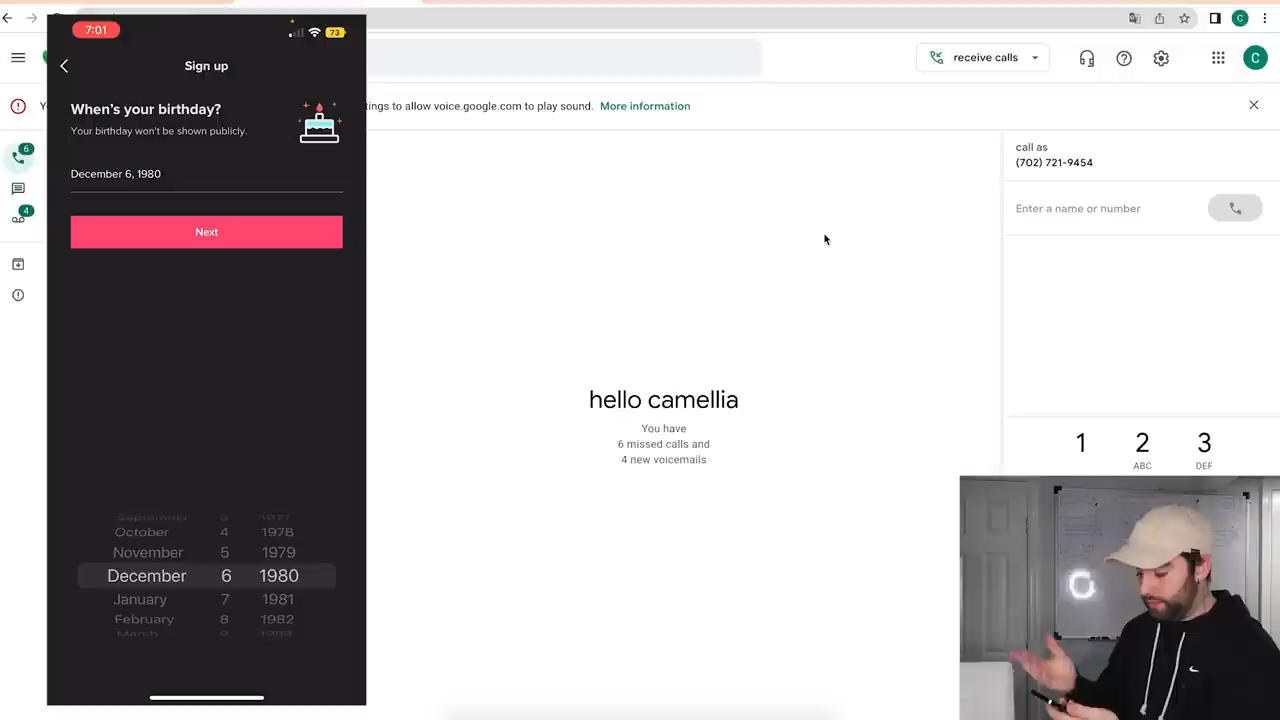 7:01
73
Sign up
When's your birthday?
Your birthday won't be shown publicly.
December 6, 1980
Next
October 4 1978
November 5 1979
December 6 1980
January 7 1981
February 8 1982
receive calls
C
C
tings to allow voice.google.com to play sound. More information
6
4
call as
(702) 721-9454
Enter a name or number
hello camellia
You have
6 missed calls and
4 new voicemails
1 2 3
ABC DEF